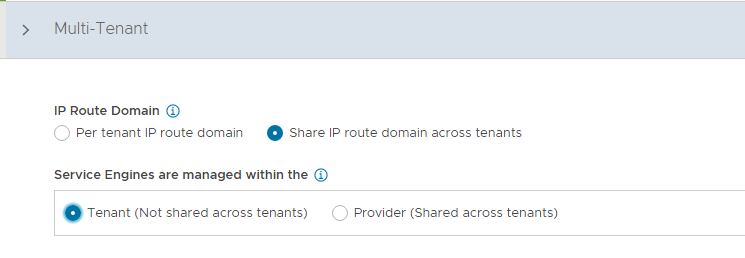 Multi-Tenant
IP Route Domain
Per tenant IP route domain Share IP route domain across tenants
Service Engines are managed within the
Tenant (Not shared across tenants) Provider (Shared across tenants)